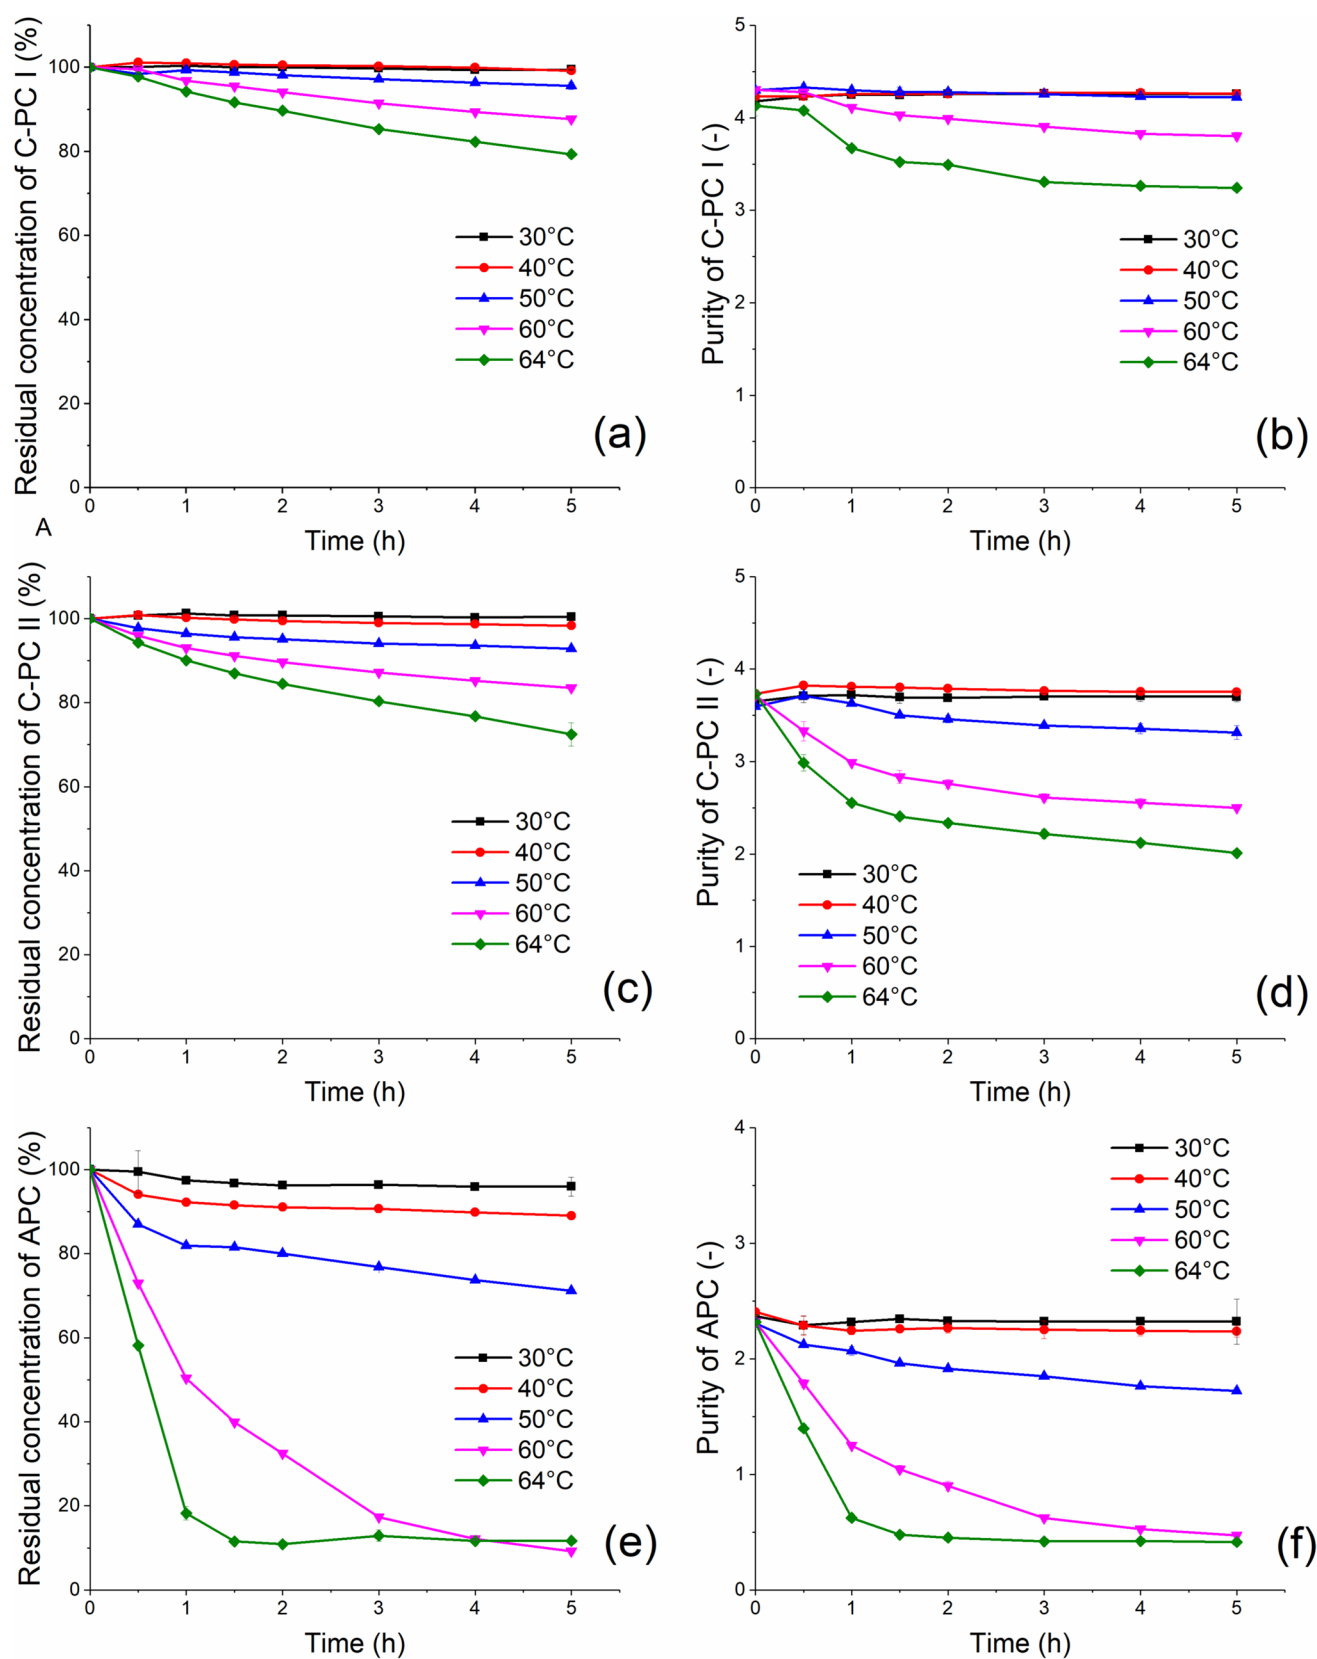 Residual concentration of C-PC I (%)
100
80
60
40
20
0
30°C
40°C
50°C
60°C
64°C
(a)
0 1 2 3 4 5
Time (h)
A
Purity of C-PC I (-)
5
4
3
2
1
0
30°C
40°C
50°C
60°C
64°C
(b)
0 1 2 3 4 5
Time (h)
Residual concentration of C-PC II (%)
100
80
60
40
20
0
30°C
40°C
50°C
60°C
64°C
(c)
0 1 2 3 4 5
Time (h)
Purity of C-PC II (-)
5
4
3
2
1
0
30°C
40°C
50°C
60°C
64°C
(d)
0 1 2 3 4 5
Time (h)
Residual concentration of APC (%)
100
80
60
40
20
0
30°C
40°C
50°C
60°C
64°C
(e)
0 1 2 3 4 5
Time (h)
Purity of APC (-)
4
3
2
1
0
30°C
40°C
50°C
60°C
64°C
(f)
0 1 2 3 4 5
Time (h)